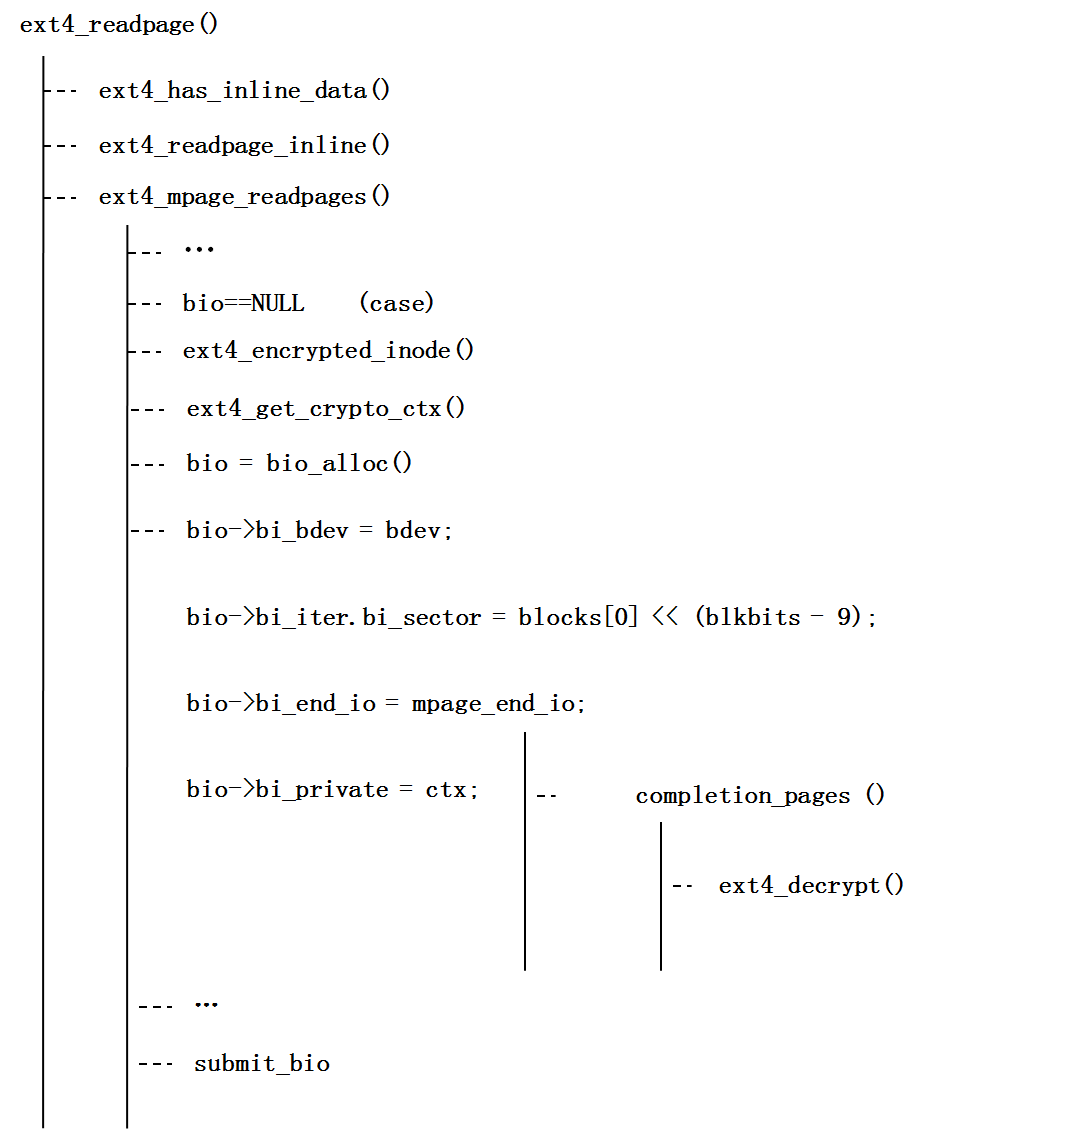 ext4_readpage()
ext4_has_inline_data()
ext4_readpage_inline()
ext4_mpage_readpages()
...
bio==NULL (case)
ext4_encrypted_inode()
ext4_get_crypto_ctx()
bio = bio_alloc()
bio->bi_bdev = bdev;
bio->bi_iter.bi_sector = blocks[0] << (blkbits - 9);
bio->bi_end_io = mpage_end_io;
bio->bi_private = ctx;
completion_pages ()
ext4_decrypt()
...
submit_bio